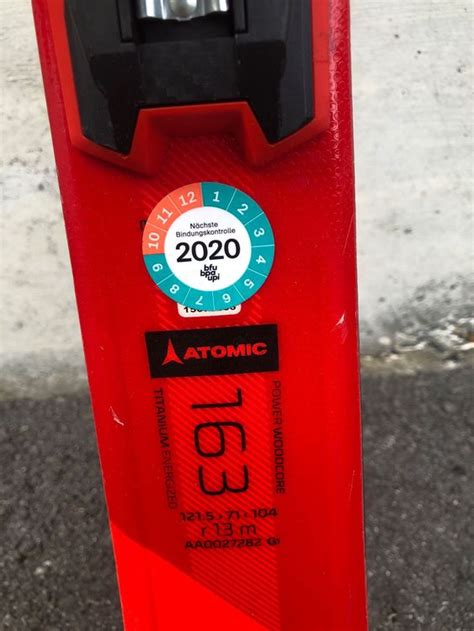 10 11 12 1 2 3 4 5 6 7 8 9
Nächste
Bindungskontrolle
2020
bfu
bpa
upi
ATOMIC
163
POWER WOODCORE
TITANIUM ENERGIZED
121.5 › 71 › 104
r 13 m
AA0027282 G